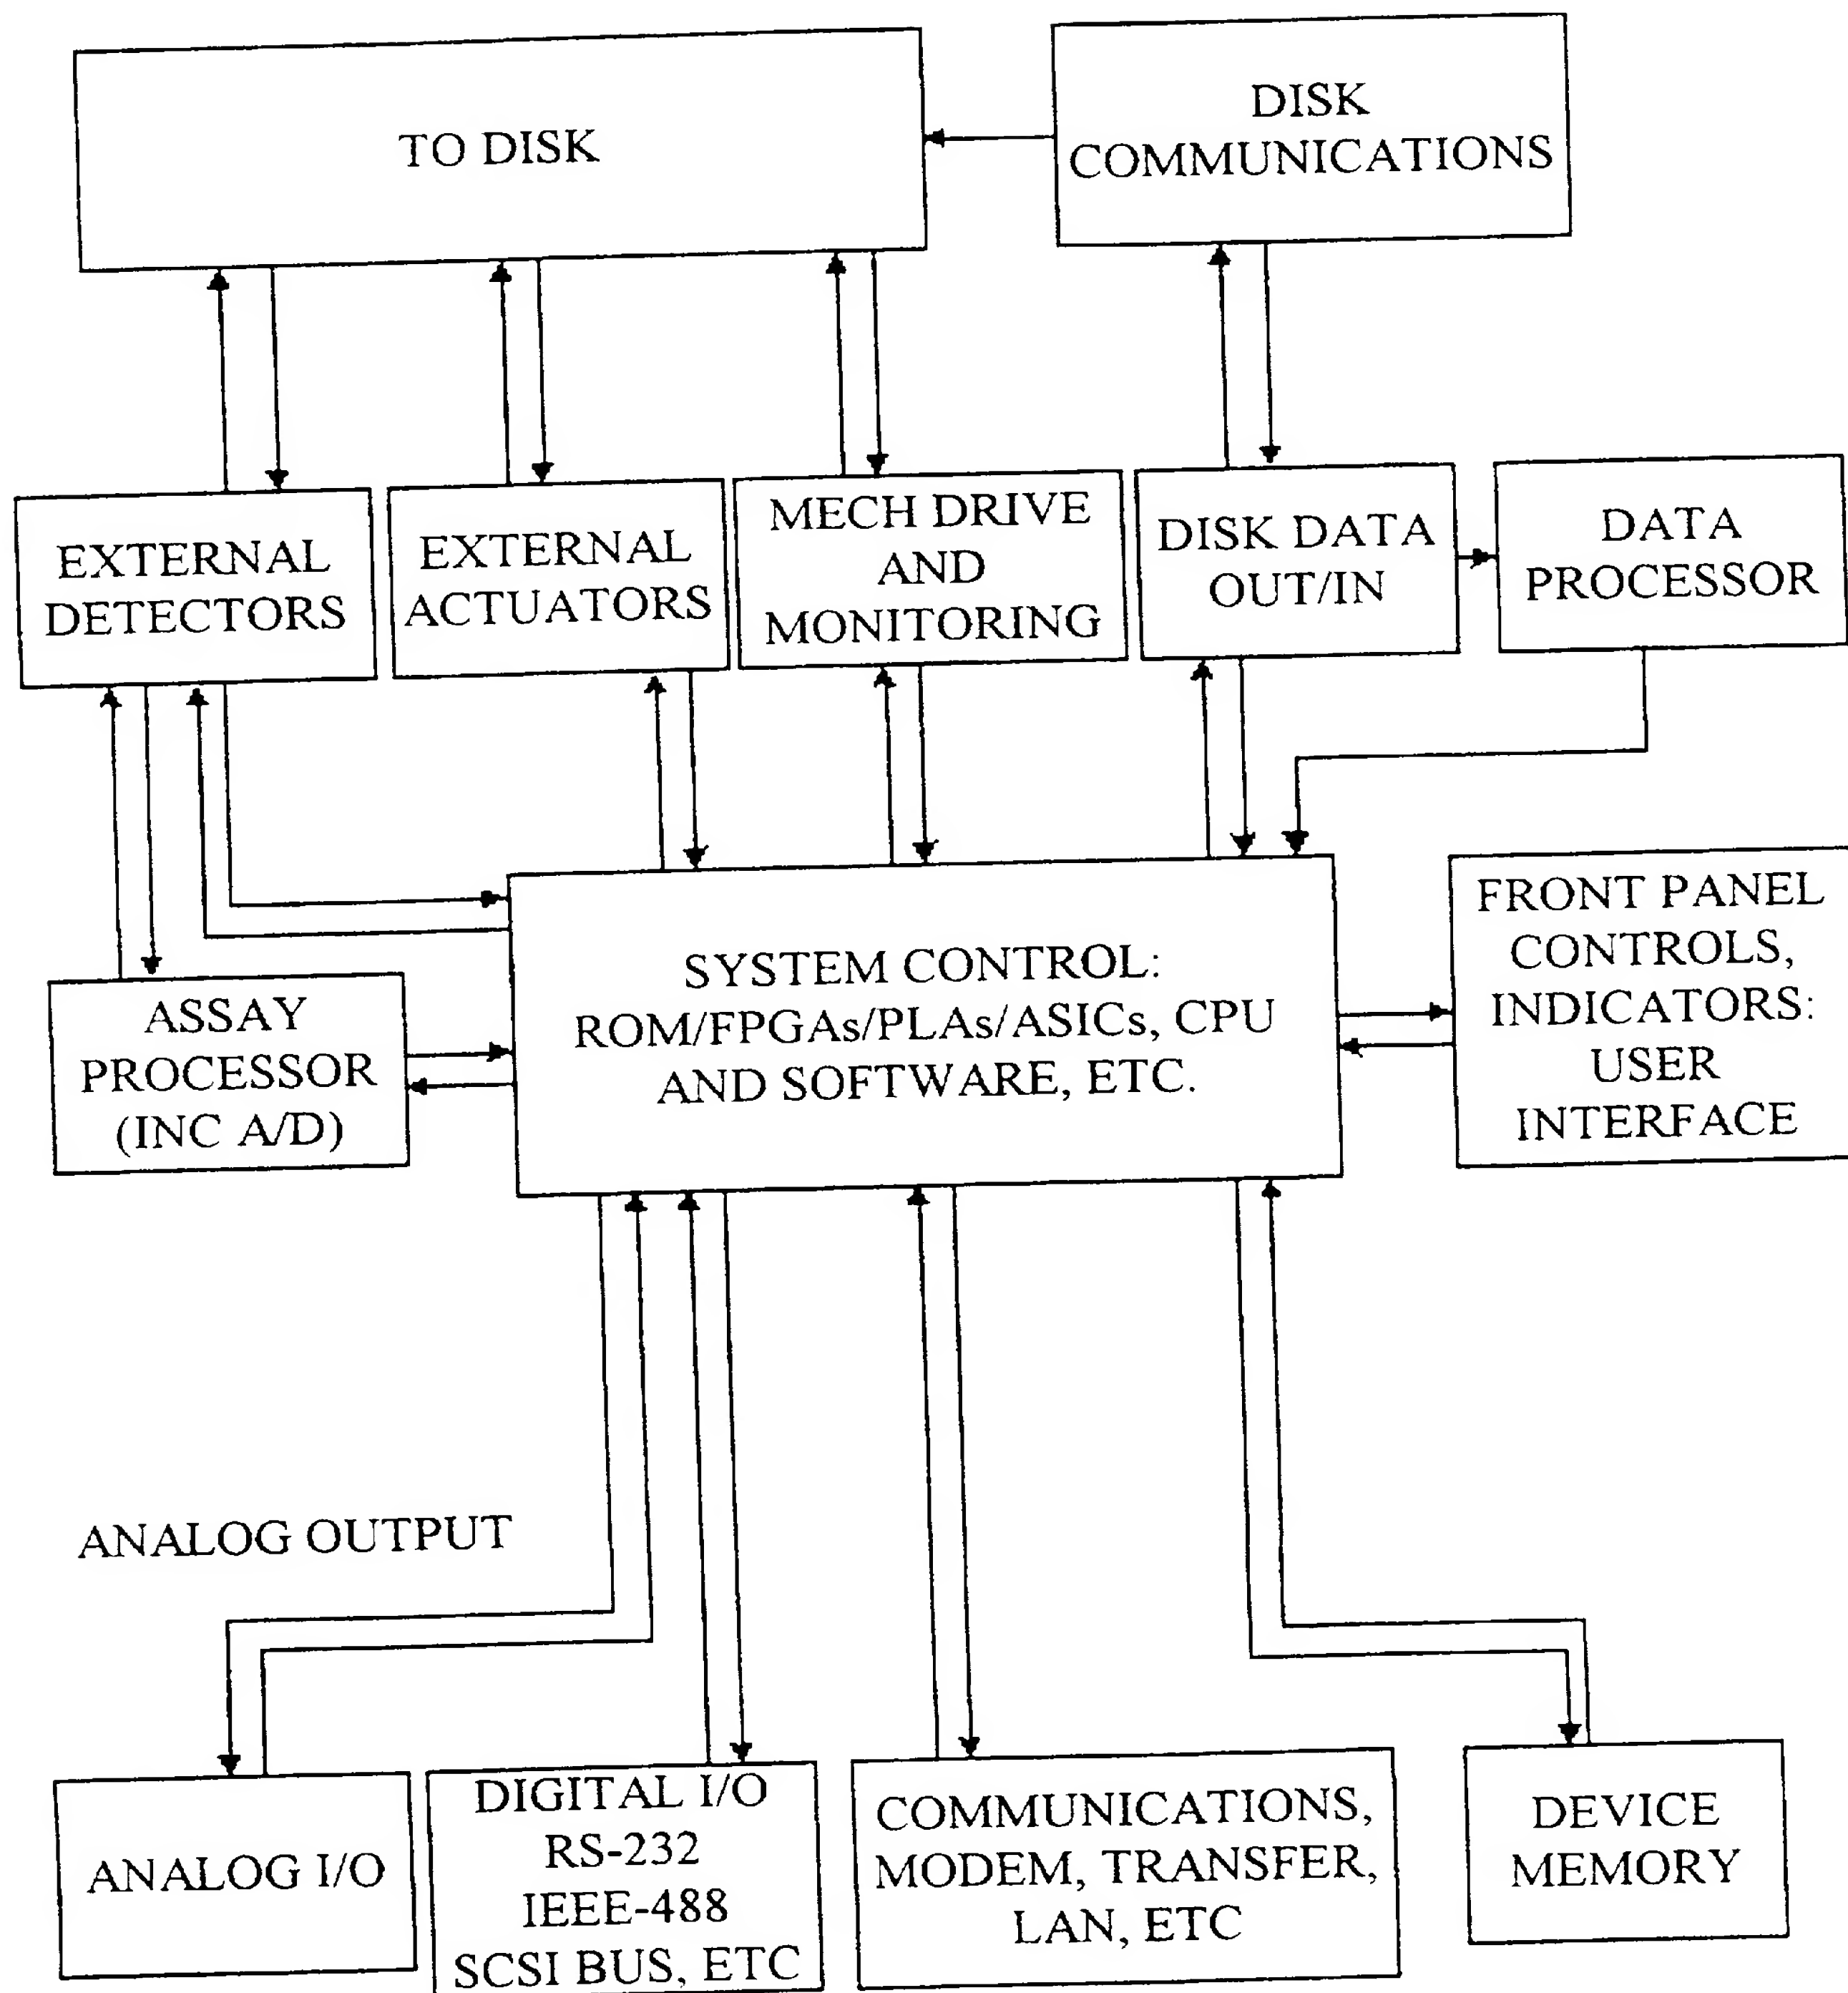 TO DISK
DISK
COMMUNICATIONS
EXTERNAL
DETECTORS
EXTERNAL
ACTUATORS
MECH DRIVE
AND
MONITORING
DISK DATA
OUT/IN
DATA
PROCESSOR
ASSAY
PROCESSOR
(INC A/D)
SYSTEM CONTROL:
ROM/FPGAs/PLAs/ASICs, CPU
AND SOFTWARE, ETC.
FRONT PANEL
CONTROLS,
INDICATORS:
USER
INTERFACE
ANALOG OUTPUT
ANALOG I/O
DIGITAL I/O
RS-232
IEEE-488
SCSI BUS, ETC
COMMUNICATIONS,
MODEM, TRANSFER,
LAN, ETC
DEVICE
MEMORY